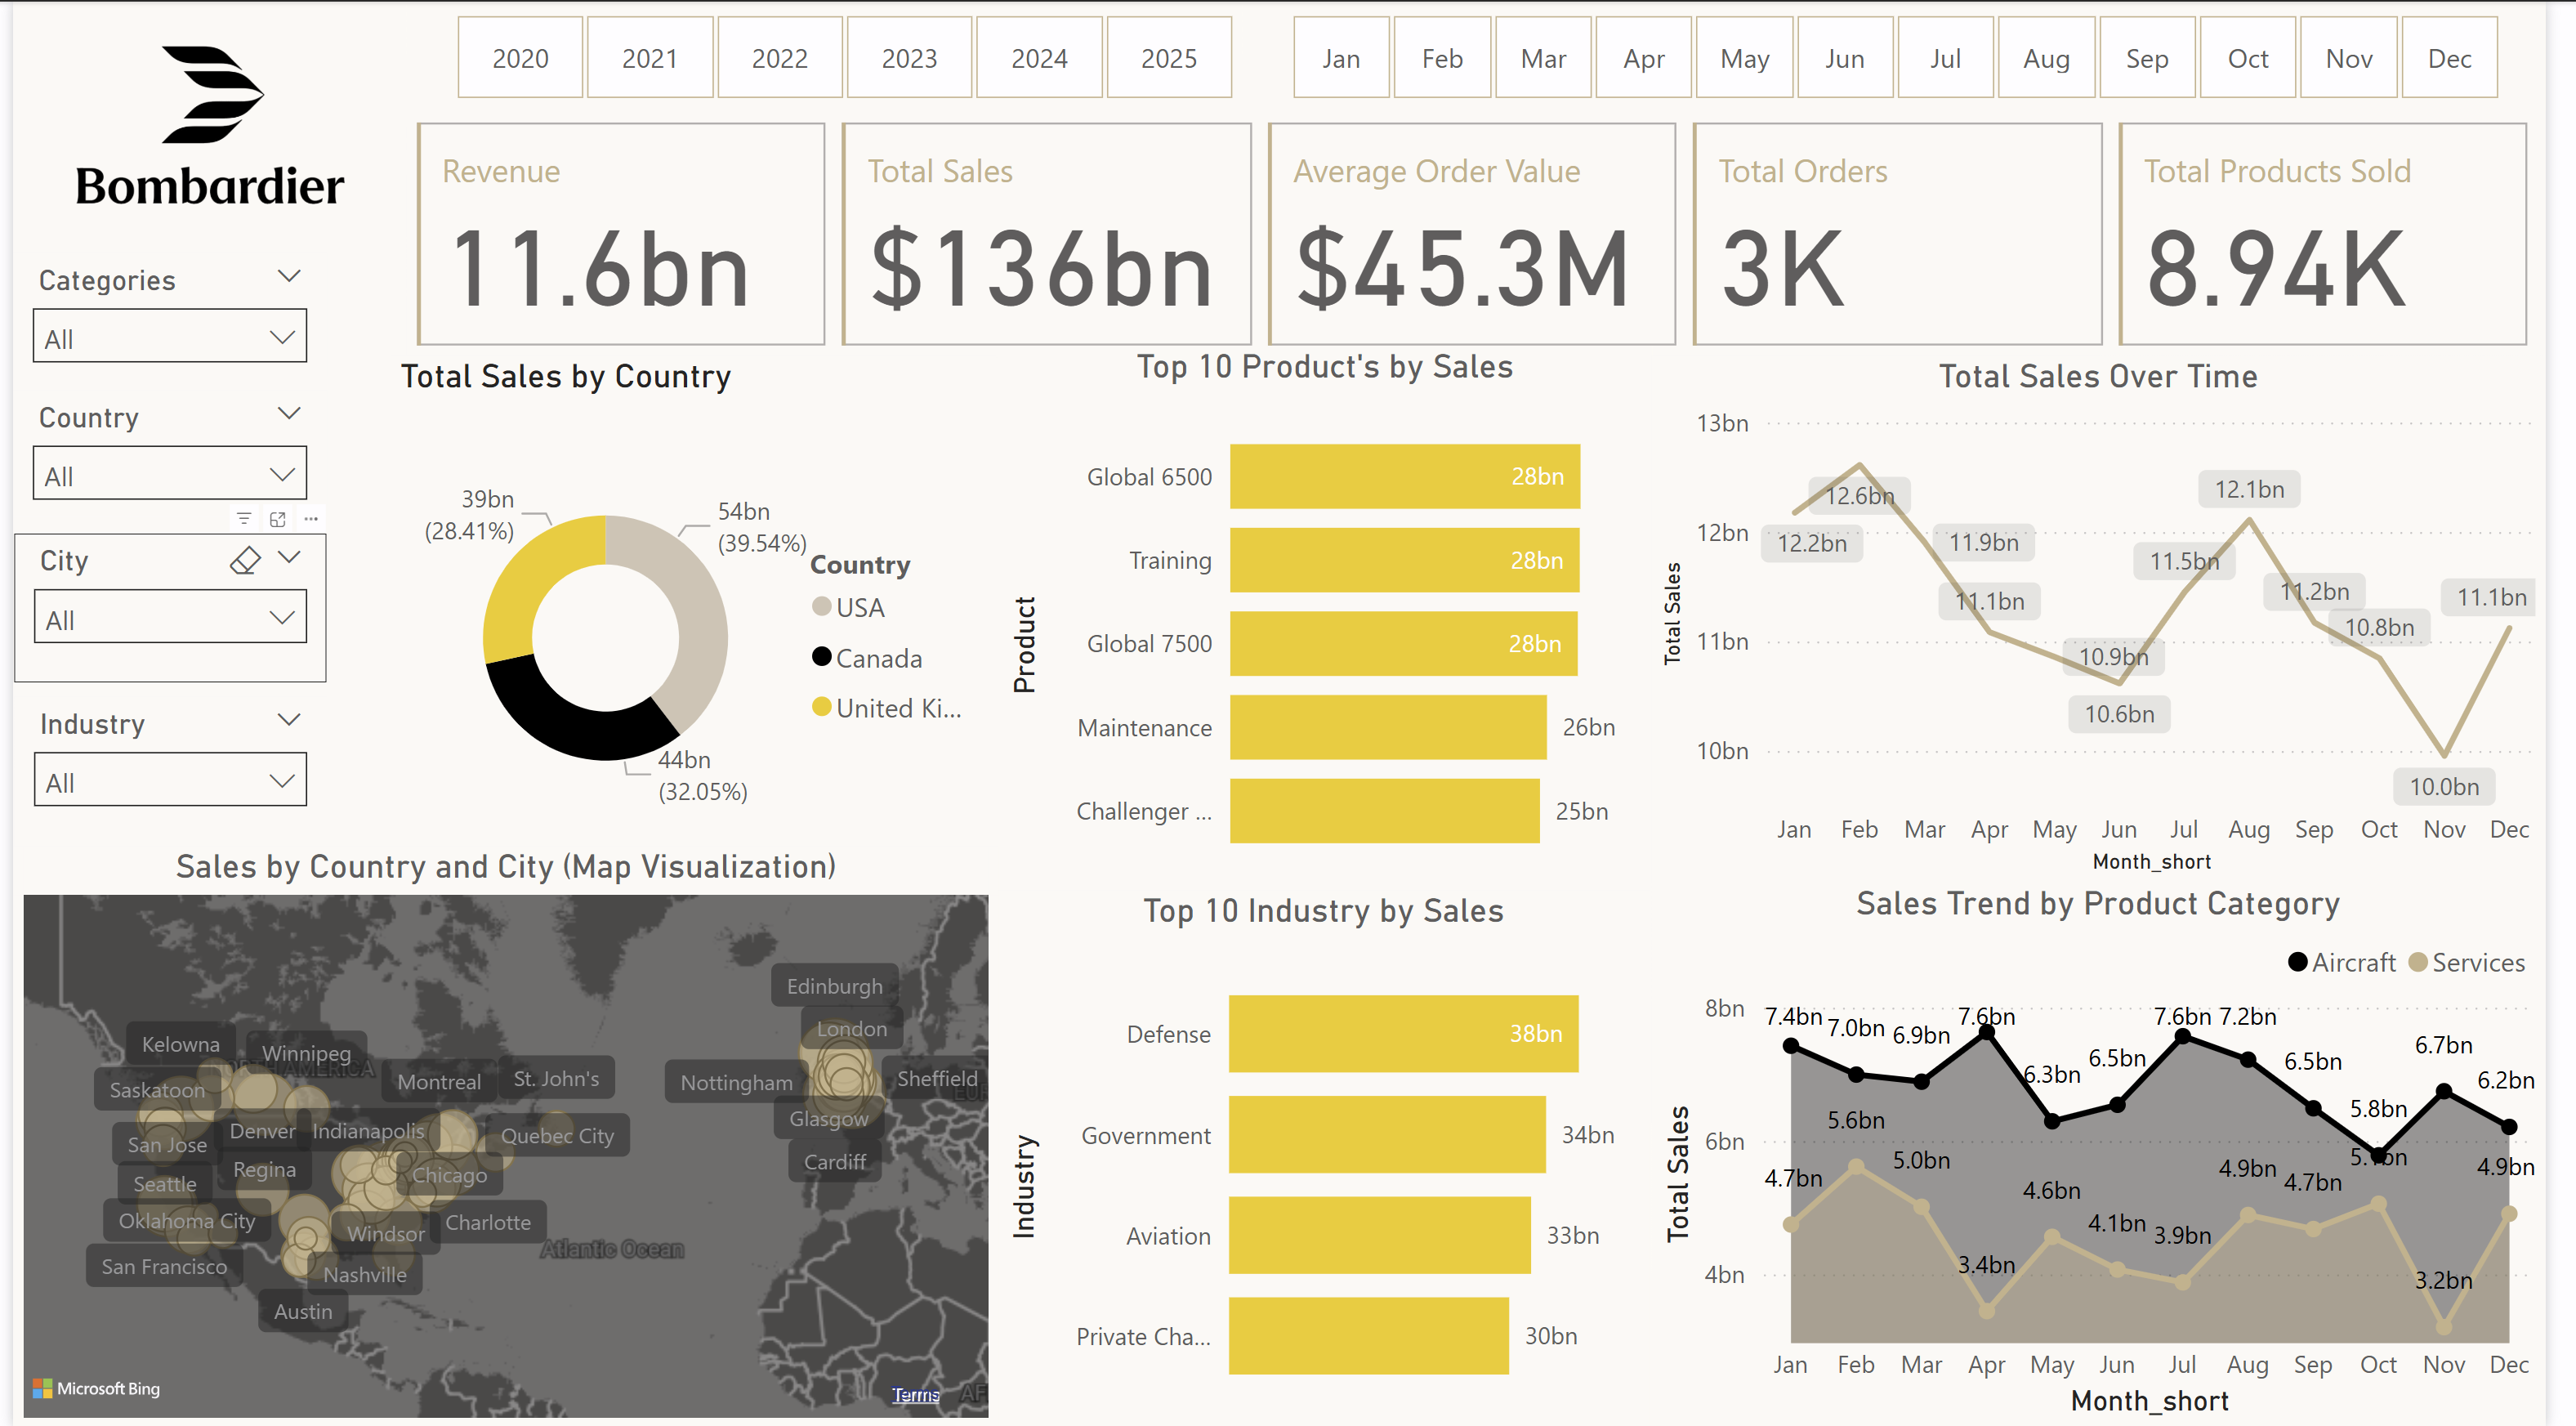 2020 2021 2022 2023 2024 2025 Jan Feb Mar Apr May Jun Jul Aug Sep Oct Nov Dec
Bombardier
Revenue
11.6bn
Total Sales
$136bn
Average Order Value
$45.3M
Total Orders
3K
Total Products Sold
8.94K
Categories
All
Country
All
City
All
Industry
All
Total Sales by Country
39bn
(28.41%)
54bn
(39.54%)
44bn
(32.05%)
Country
USA
Canada
United Ki...
Top 10 Product's by Sales
Product
Global 6500 28bn
Training 28bn
Global 7500 28bn
Maintenance 26bn
Challenger ... 25bn
Total Sales Over Time
Total Sales
13bn
12bn
11bn
10bn
12.2bn
12.6bn
11.9bn
11.1bn
10.9bn
10.6bn
11.5bn
12.1bn
11.2bn
10.8bn
10.0bn
11.1bn
Jan Feb Mar Apr May Jun Jul Aug Sep Oct Nov Dec
Month_short
Sales by Country and City (Map Visualization)
Edinburgh
London
Kelowna
Winnipeg
Montreal
St. John's
Nottingham
Sheffield
Saskatoon
Glasgow
San Jose
Denver
Indianapolis
Quebec City
Cardiff
Regina
Chicago
Seattle
Oklahoma City
Windsor
Charlotte
Atlantic Ocean
San Francisco
Nashville
Austin
Microsoft Bing
Terms
Top 10 Industry by Sales
Industry
Defense 38bn
Government 34bn
Aviation 33bn
Private Cha... 30bn
Sales Trend by Product Category
Aircraft Services
Total Sales
8bn
6bn
4bn
7.4bn
7.0bn
6.9bn
7.6bn
6.3bn
6.5bn
7.6bn
7.2bn
6.5bn
5.8bn
6.7bn
6.2bn
4.7bn
5.6bn
5.0bn
3.4bn
4.6bn
4.1bn
3.9bn
4.9bn
4.7bn
3.2bn
4.9bn
Jan Feb Mar Apr May Jun Jul Aug Sep Oct Nov Dec
Month_short